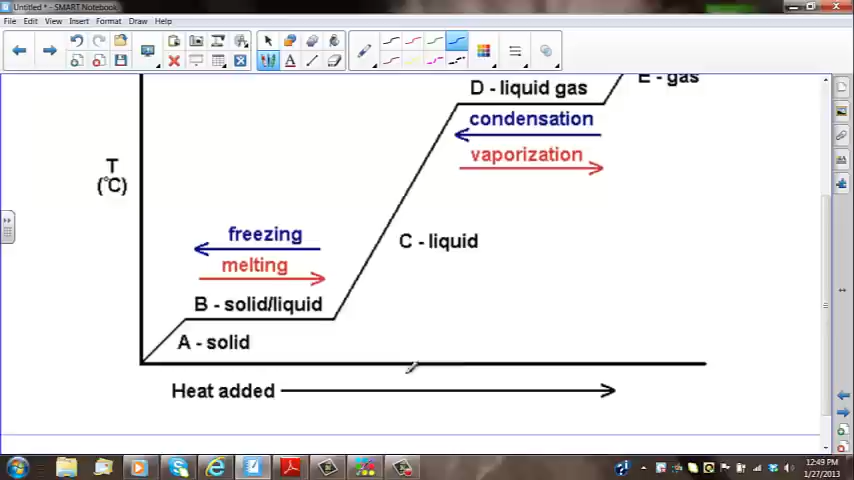 Untitled * - SMART Notebook
File Edit View Insert Format Draw Help
D - liquid gas
E - gas
condensation
vaporization
T
(°C)
freezing
melting
C - liquid
B - solid/liquid
A - solid
Heat added
12:49 PM
1/27/2013